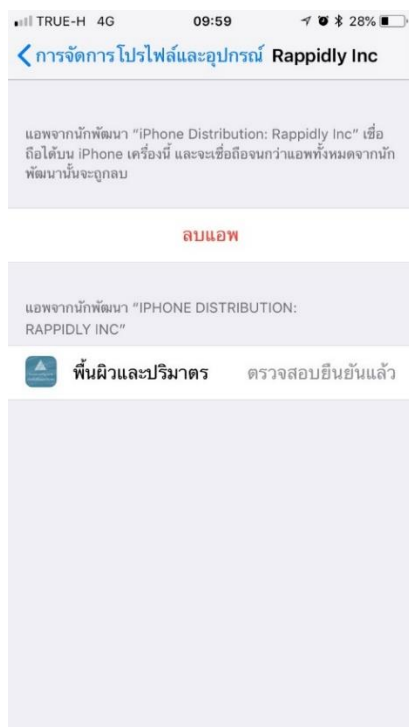 TRUE-H 4G 09:59 28%
การจัดการโปรไฟล์และอุปกรณ์ Rappidly Inc
แอพจากนักพัฒนา “iPhone Distribution: Rappidly Inc” เชื่อ
ถือได้บน iPhone เครื่องนี้ และจะเชื่อถือจนกว่าแอพทั้งหมดจากนัก
พัฒนานั้นจะถูกลบ
ลบแอพ
แอพจากนักพัฒนา “IPHONE DISTRIBUTION:
RAPPIDLY INC”
พื้นผิวและปริมาตร ตรวจสอบยืนยันแล้ว